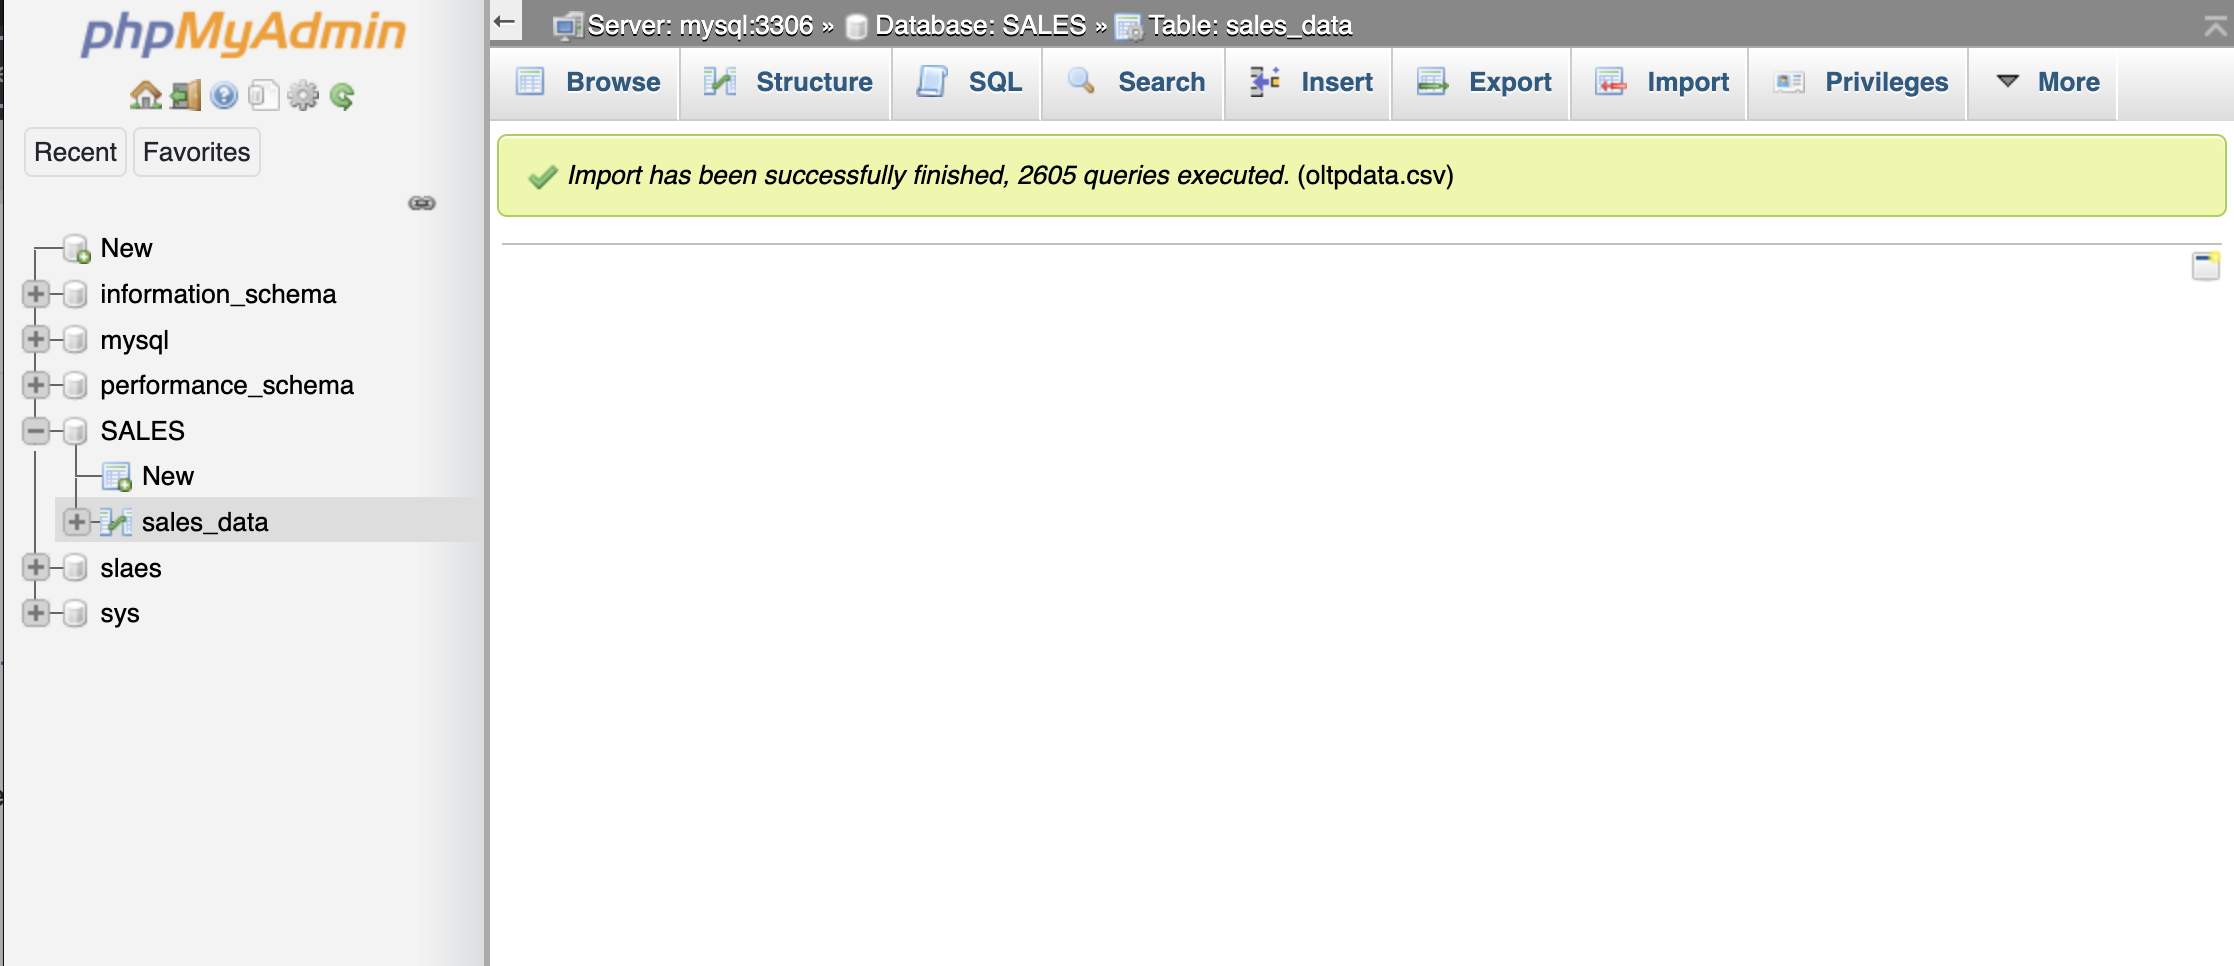 phpMyAdmin
Recent Favorites
New
information_schema
mysql
performance_schema
SALES
New
sales_data
slaes
sys
Server: mysql:3306 » Database: SALES » Table: sales_data
Browse Structure SQL Search Insert Export Import Privileges More
Import has been successfully finished, 2605 queries executed. (oltpdata.csv)